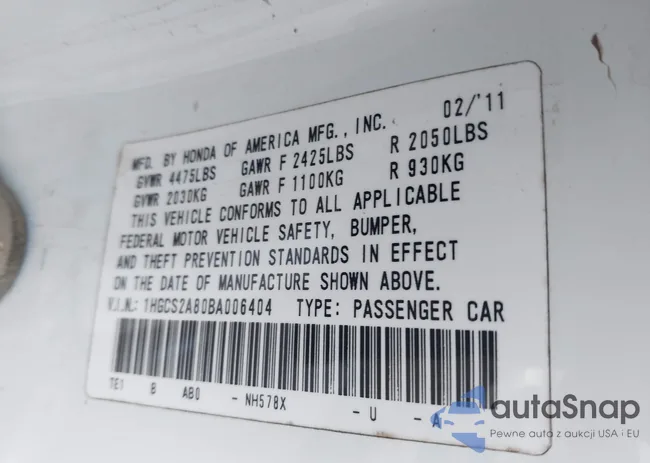 MFD. BY HONDA OF AMERICA MFG., INC. 02/'11
GVWR 4475LBS GAWR F 2425LBS R 2050LBS
GVWR 2030KG GAWR F 1100KG R 930KG
THIS VEHICLE CONFORMS TO ALL APPLICABLE
FEDERAL MOTOR VEHICLE SAFETY, BUMPER,
AND THEFT PREVENTION STANDARDS IN EFFECT
ON THE DATE OF MANUFACTURE SHOWN ABOVE.
V.I.N.: 1HGCS2A80BA006404 TYPE: PASSENGER CAR
TE1 B AB0 - NH578X - U - A
autaSnap
Pewne auta z aukcji USA i EU